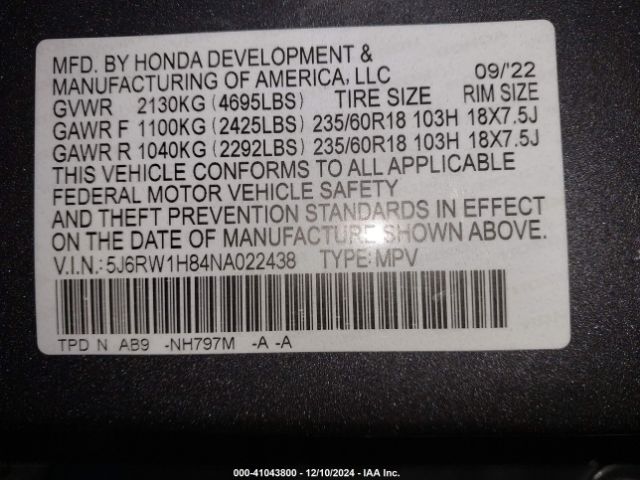 MFD. BY HONDA DEVELOPMENT &
MANUFACTURING OF AMERICA, LLC 09/'22
GVWR 2130KG (4695LBS) TIRE SIZE RIM SIZE
GAWR F 1100KG (2425LBS) 235/60R18 103H 18X7.5J
GAWR R 1040KG (2292LBS) 235/60R18 103H 18X7.5J
THIS VEHICLE CONFORMS TO ALL APPLICABLE
FEDERAL MOTOR VEHICLE SAFETY
AND THEFT PREVENTION STANDARDS IN EFFECT
ON THE DATE OF MANUFACTURE SHOWN ABOVE.
V.I.N.:5J6RW1H84NA022438 TYPE:MPV
TPD N AB9 -NH797M -A -A
000-41043800 - 12/10/2024 - IAA Inc.